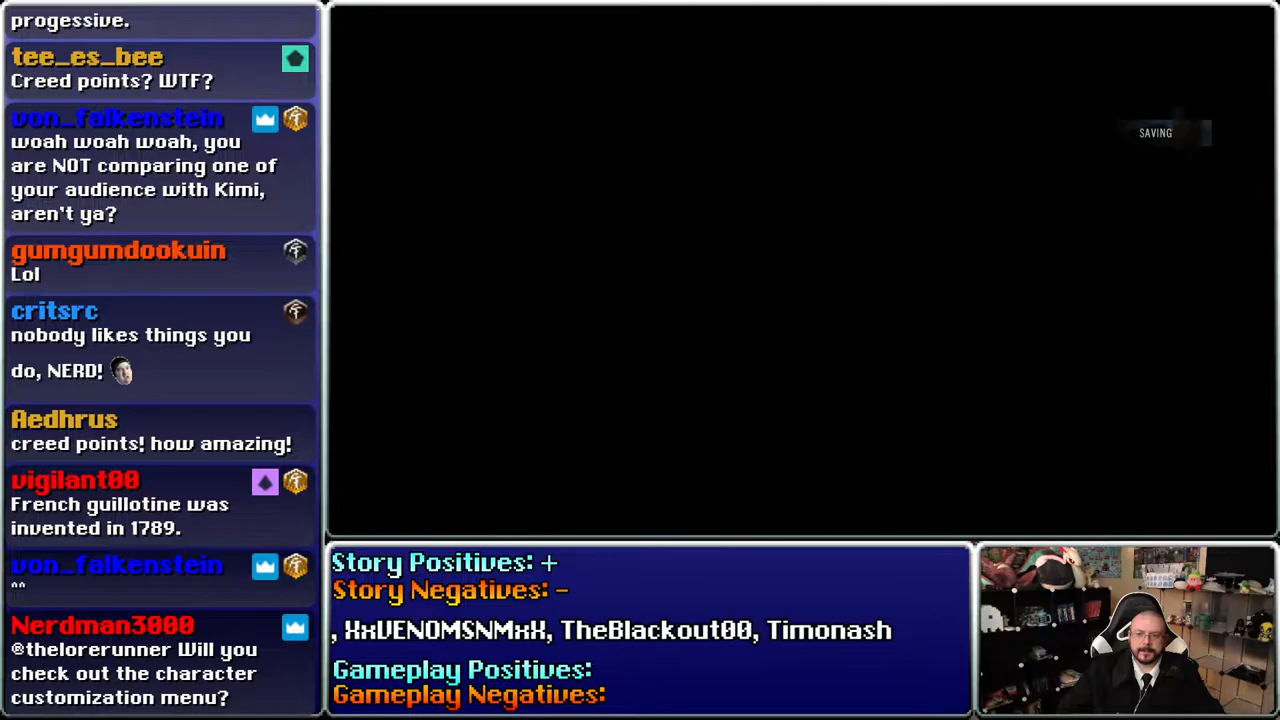 progessive.
tee_es_bee
Creed points? WTF?
von_falkenstein
woah woah woah, you
are NOT comparing one of
your audience with Kimi,
aren't ya?
gumgumdookuin
Lol
critsrc
nobody likes things you
do, NERD!
Aedhrus
creed points! how amazing!
vigilant00
French guillotine was
invented in 1789.
von_falkenstein
^^
Nerdman3000
@thelorerunner Will you
check out the character
customization menu?
SAVING
Story Positives: +
Story Negatives: -
, XxVENOMSNMxX, TheBlackout00, Timonash
Gameplay Positives:
Gameplay Negatives: